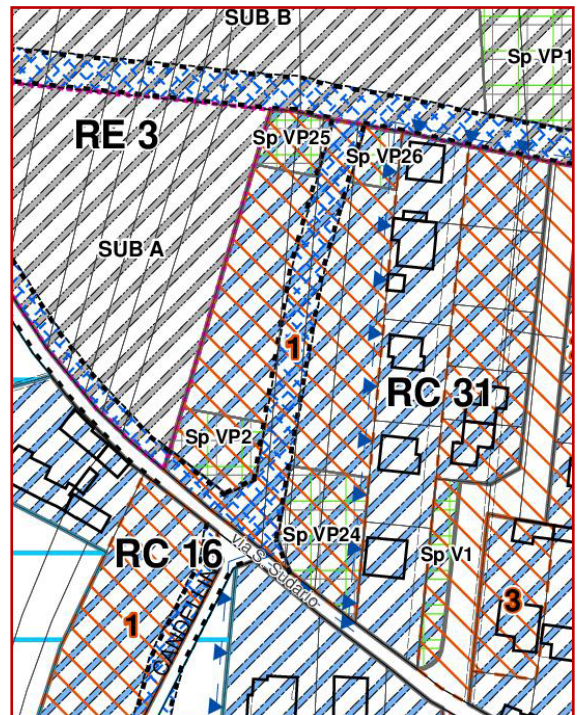 SUB B
Sp VP1
RE 3
Sp VP25
Sp VP26
SUB A
1
RC 31
Sp VP2
Sp VP24
Sp V1
RC 16
via S. Sudario
3
1